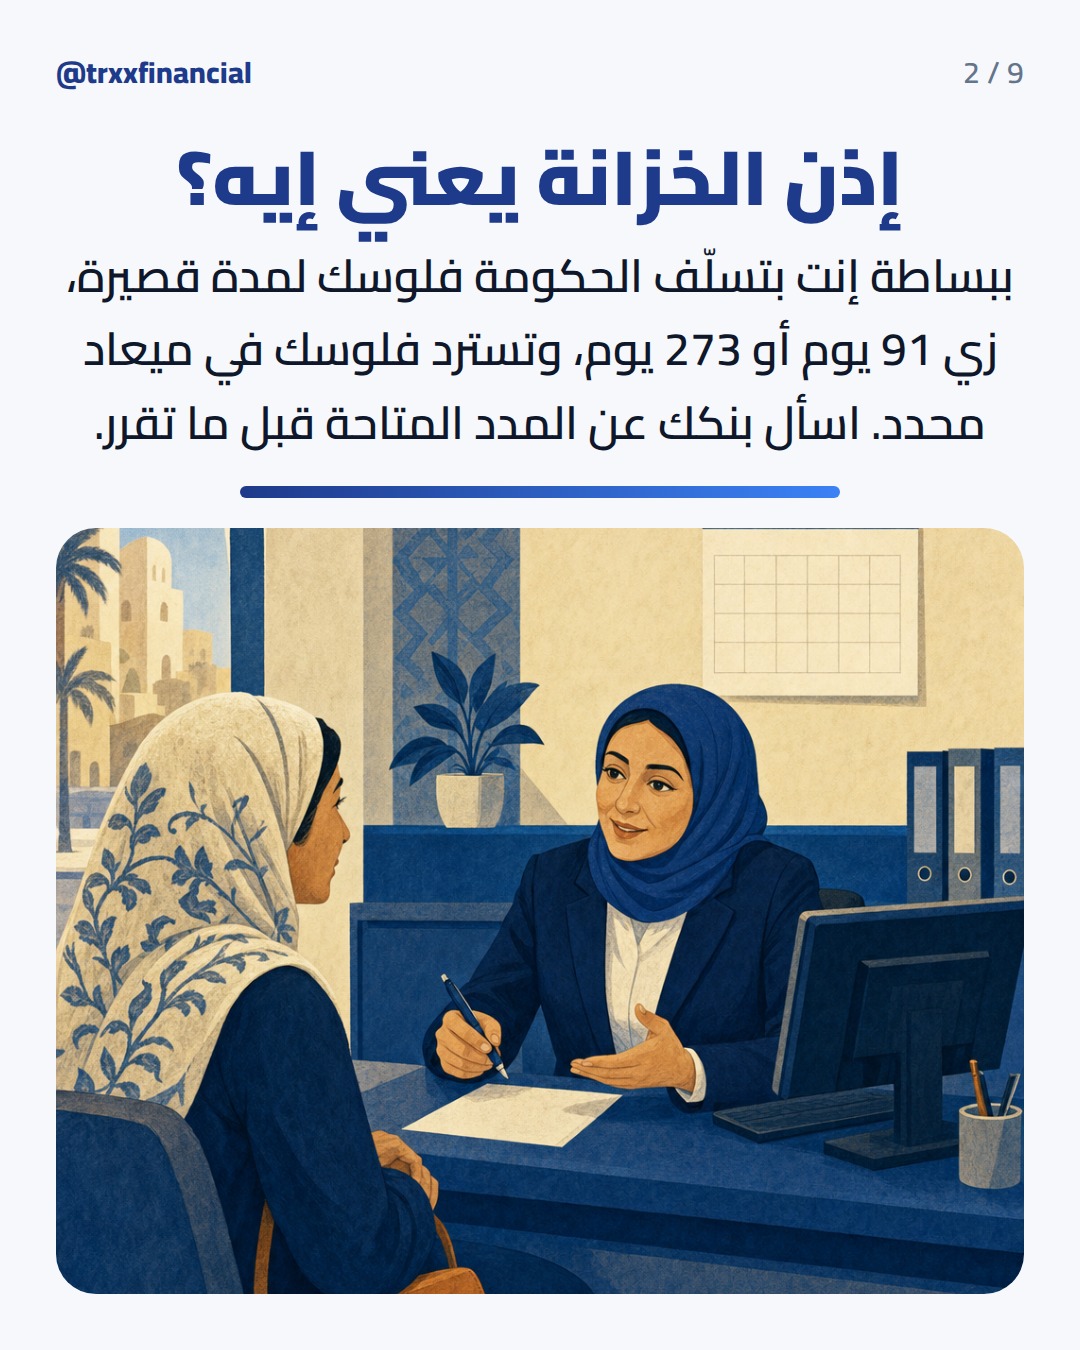 @trxxfinancial
2 / 9
إذن الخزانة يعني إيه؟
ببساطة إنت بتسلّف الحكومة فلوسك لمدة قصيرة،
زي 91 يوم أو 273 يوم، وتسترد فلوسك في ميعاد
محدد. اسأل بنكك عن المدد المتاحة قبل ما تقرر.